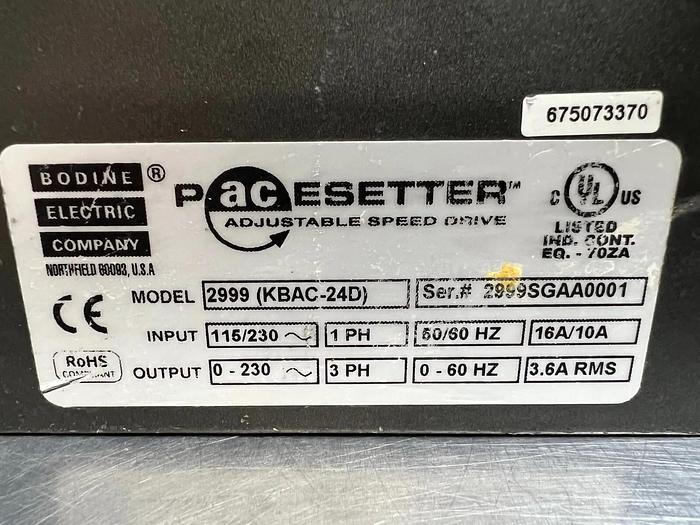 675073370
BODINE ®
ELECTRIC
COMPANY
NORTHFIELD 60093, U.S.A
PacESETTER™
ADJUSTABLE SPEED DRIVE
C UL US
LISTED
IND. CONT.
EQ. - 70ZA
MODEL 2999 (KBAC-24D) Ser.# 2999SGAA0001
CE
INPUT 115/230 ~ 1 PH 50/60 HZ 16A/10A
RoHS
COMPLIANT
OUTPUT 0 - 230 ~ 3 PH 0 - 60 HZ 3.6A RMS